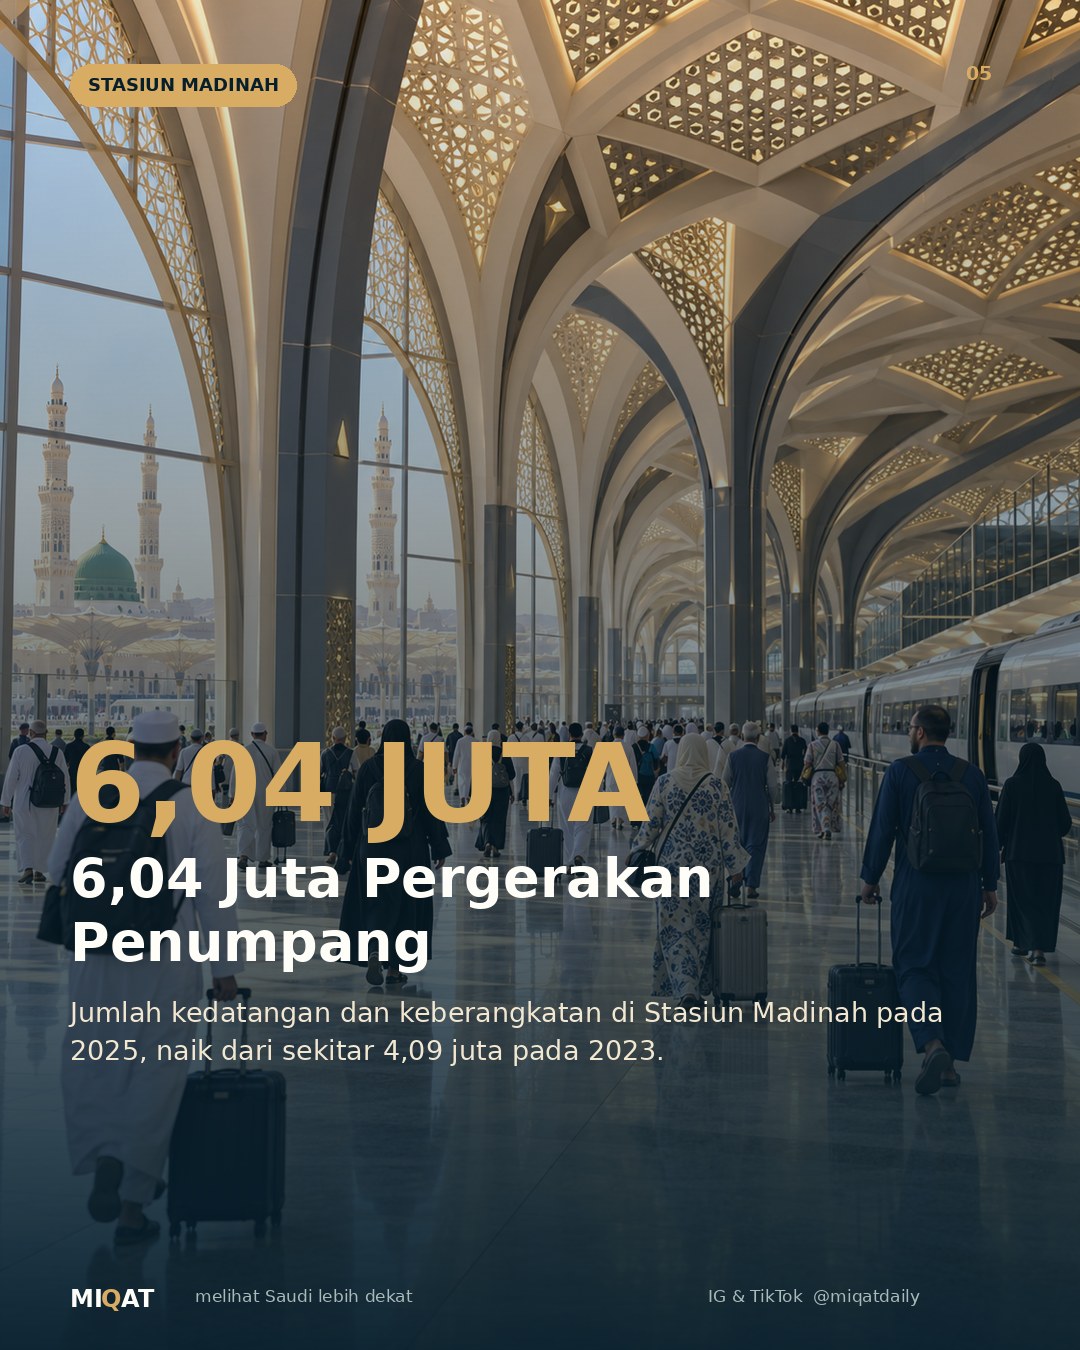 STASIUN MADINAH
05
6,04 JUTA
6,04 Juta Pergerakan
Penumpang
Jumlah kedatangan dan keberangkatan di Stasiun Madinah pada
2025, naik dari sekitar 4,09 juta pada 2023.
MIQAT melihat Saudi lebih dekat IG & TikTok @miqatdaily